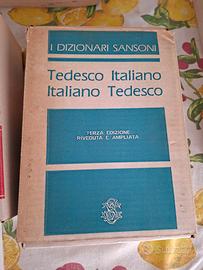 I DIZIONARI SANSONI
Tedesco Italiano
Italiano Tedesco
TERZA EDIZIONE
RIVEDUTA E AMPLIATA